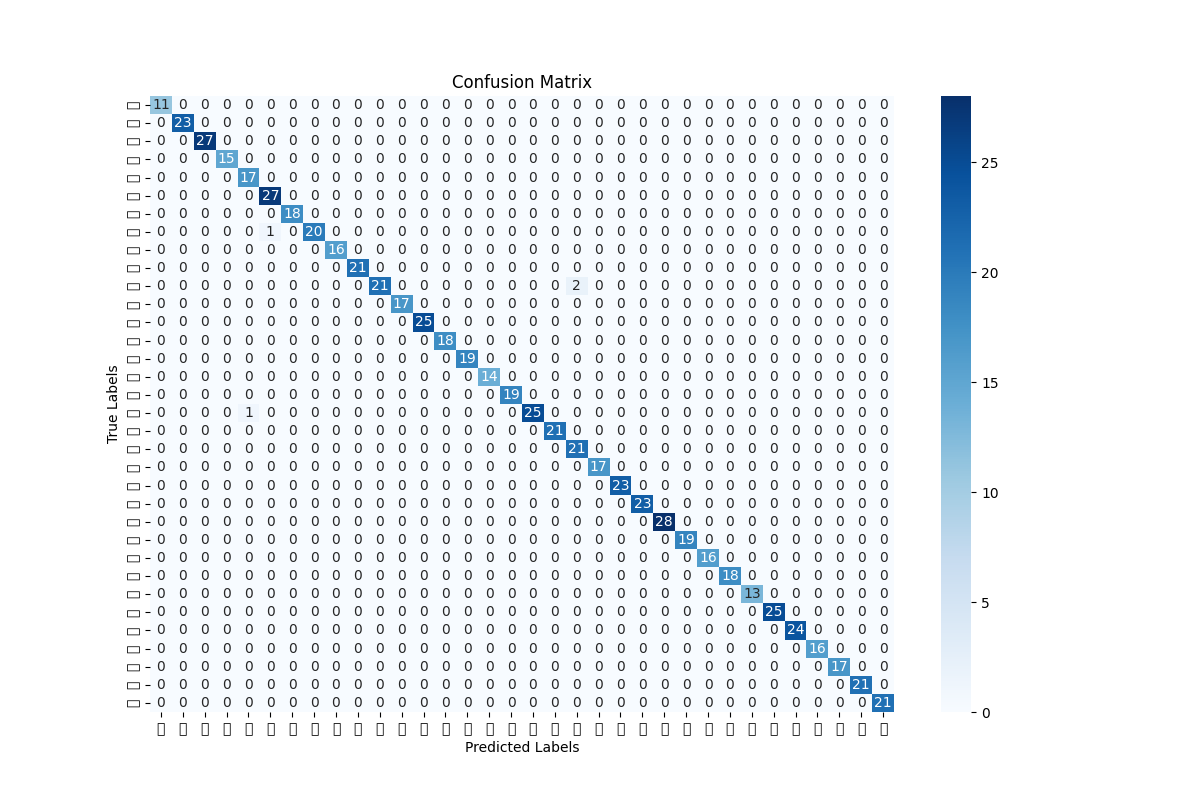 Confusion Matrix
11 0 0 0 0 0 0 0 0 0 0 0 0 0 0 0 0 0 0 0 0 0 0 0 0 0 0 0 0 0 0 0 0 0
0 23 0 0 0 0 0 0 0 0 0 0 0 0 0 0 0 0 0 0 0 0 0 0 0 0 0 0 0 0 0 0 0 0
0 0 27 0 0 0 0 0 0 0 0 0 0 0 0 0 0 0 0 0 0 0 0 0 0 0 0 0 0 0 0 0 0 0
0 0 0 15 0 0 0 0 0 0 0 0 0 0 0 0 0 0 0 0 0 0 0 0 0 0 0 0 0 0 0 0 0 0
0 0 0 0 17 0 0 0 0 0 0 0 0 0 0 0 0 0 0 0 0 0 0 0 0 0 0 0 0 0 0 0 0 0
0 0 0 0 0 27 0 0 0 0 0 0 0 0 0 0 0 0 0 0 0 0 0 0 0 0 0 0 0 0 0 0 0 0
0 0 0 0 0 0 18 0 0 0 0 0 0 0 0 0 0 0 0 0 0 0 0 0 0 0 0 0 0 0 0 0 0 0
0 0 0 0 0 1 0 20 0 0 0 0 0 0 0 0 0 0 0 0 0 0 0 0 0 0 0 0 0 0 0 0 0 0
0 0 0 0 0 0 0 0 16 0 0 0 0 0 0 0 0 0 0 0 0 0 0 0 0 0 0 0 0 0 0 0 0 0
0 0 0 0 0 0 0 0 0 21 0 0 0 0 0 0 0 0 0 0 0 0 0 0 0 0 0 0 0 0 0 0 0 0
0 0 0 0 0 0 0 0 0 0 21 0 0 0 0 0 0 0 0 2 0 0 0 0 0 0 0 0 0 0 0 0 0 0
0 0 0 0 0 0 0 0 0 0 0 17 0 0 0 0 0 0 0 0 0 0 0 0 0 0 0 0 0 0 0 0 0 0
0 0 0 0 0 0 0 0 0 0 0 0 25 0 0 0 0 0 0 0 0 0 0 0 0 0 0 0 0 0 0 0 0 0
0 0 0 0 0 0 0 0 0 0 0 0 0 18 0 0 0 0 0 0 0 0 0 0 0 0 0 0 0 0 0 0 0 0
0 0 0 0 0 0 0 0 0 0 0 0 0 0 19 0 0 0 0 0 0 0 0 0 0 0 0 0 0 0 0 0 0 0
0 0 0 0 0 0 0 0 0 0 0 0 0 0 0 14 0 0 0 0 0 0 0 0 0 0 0 0 0 0 0 0 0 0
0 0 0 0 0 0 0 0 0 0 0 0 0 0 0 0 19 0 0 0 0 0 0 0 0 0 0 0 0 0 0 0 0 0
0 0 0 0 1 0 0 0 0 0 0 0 0 0 0 0 0 25 0 0 0 0 0 0 0 0 0 0 0 0 0 0 0 0
0 0 0 0 0 0 0 0 0 0 0 0 0 0 0 0 0 0 21 0 0 0 0 0 0 0 0 0 0 0 0 0 0 0
0 0 0 0 0 0 0 0 0 0 0 0 0 0 0 0 0 0 0 21 0 0 0 0 0 0 0 0 0 0 0 0 0 0
0 0 0 0 0 0 0 0 0 0 0 0 0 0 0 0 0 0 0 0 17 0 0 0 0 0 0 0 0 0 0 0 0 0
0 0 0 0 0 0 0 0 0 0 0 0 0 0 0 0 0 0 0 0 0 23 0 0 0 0 0 0 0 0 0 0 0 0
0 0 0 0 0 0 0 0 0 0 0 0 0 0 0 0 0 0 0 0 0 0 23 0 0 0 0 0 0 0 0 0 0 0
0 0 0 0 0 0 0 0 0 0 0 0 0 0 0 0 0 0 0 0 0 0 0 28 0 0 0 0 0 0 0 0 0 0
0 0 0 0 0 0 0 0 0 0 0 0 0 0 0 0 0 0 0 0 0 0 0 0 19 0 0 0 0 0 0 0 0 0
0 0 0 0 0 0 0 0 0 0 0 0 0 0 0 0 0 0 0 0 0 0 0 0 0 16 0 0 0 0 0 0 0 0
0 0 0 0 0 0 0 0 0 0 0 0 0 0 0 0 0 0 0 0 0 0 0 0 0 0 18 0 0 0 0 0 0 0
0 0 0 0 0 0 0 0 0 0 0 0 0 0 0 0 0 0 0 0 0 0 0 0 0 0 0 13 0 0 0 0 0 0
0 0 0 0 0 0 0 0 0 0 0 0 0 0 0 0 0 0 0 0 0 0 0 0 0 0 0 0 25 0 0 0 0 0
0 0 0 0 0 0 0 0 0 0 0 0 0 0 0 0 0 0 0 0 0 0 0 0 0 0 0 0 0 24 0 0 0 0
0 0 0 0 0 0 0 0 0 0 0 0 0 0 0 0 0 0 0 0 0 0 0 0 0 0 0 0 0 0 16 0 0 0
0 0 0 0 0 0 0 0 0 0 0 0 0 0 0 0 0 0 0 0 0 0 0 0 0 0 0 0 0 0 0 17 0 0
0 0 0 0 0 0 0 0 0 0 0 0 0 0 0 0 0 0 0 0 0 0 0 0 0 0 0 0 0 0 0 0 21 0
0 0 0 0 0 0 0 0 0 0 0 0 0 0 0 0 0 0 0 0 0 0 0 0 0 0 0 0 0 0 0 0 0 21
True Labels
Predicted Labels
25
20
15
10
5
0